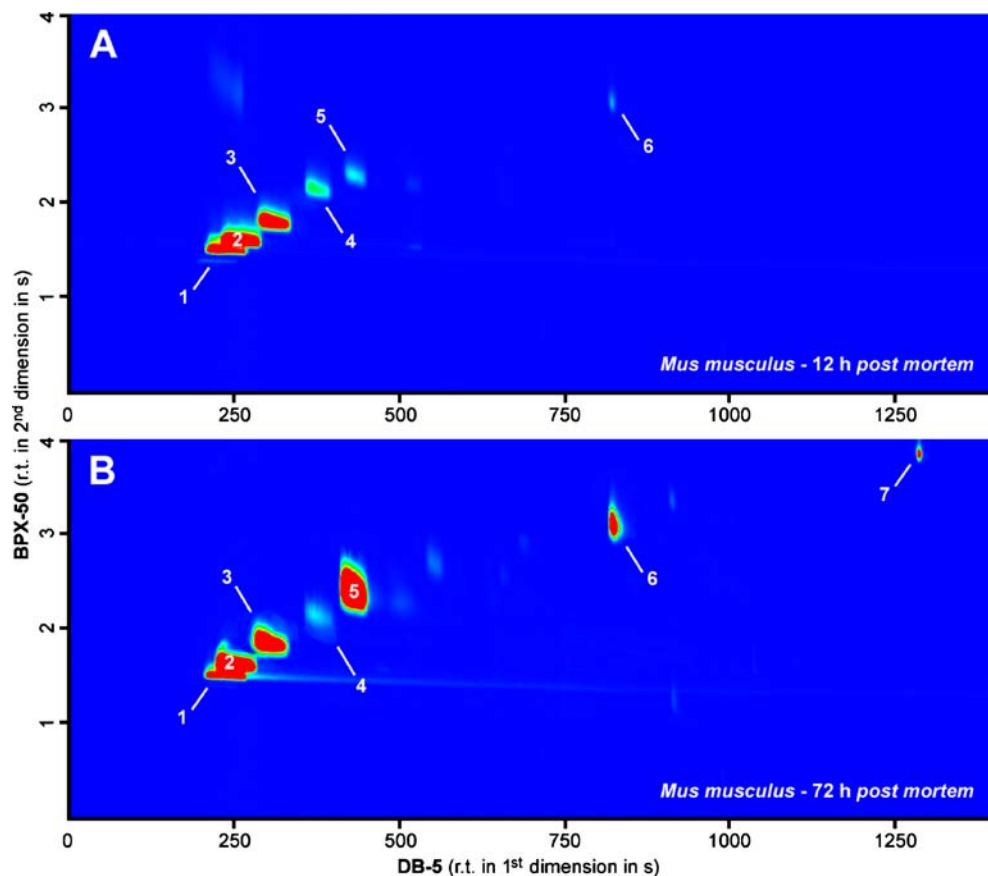 A
4
3
2
1
5
3
2
4
1
6
Mus musculus - 12 h post mortem
0 250 500 750 1000 1250
BPX-50 (r.t. in 2nd dimension in s)
B
4
3
2
1
7
6
5
3
2
4
1
Mus musculus - 72 h post mortem
0 250 500 750 1000 1250
DB-5 (r.t. in 1st dimension in s)